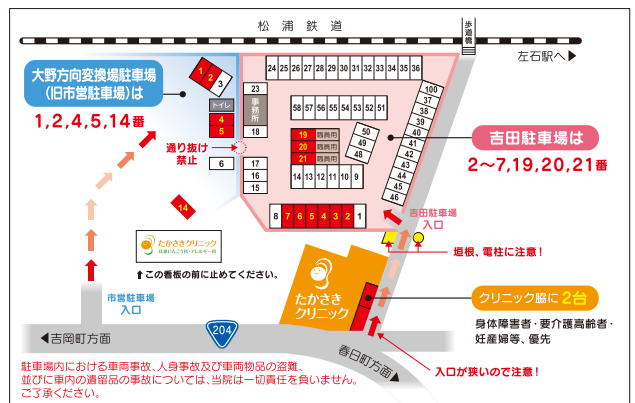 松浦鉄道
歩道橋
左石駅へ▶
大野方向変換場駐車場
（旧市営駐車場）は
1,2,4,5,14番
1
2
3
トイレ
4
5
通り抜け
禁止
6
14
23
事務所
18
17
16
15
24 25 26 27 28 29 30 31 32 33 34 35 36
58 57 56 55 54 53 52 51
19 職員用
20 職員用
21 職員用
50
49
48
14 13 12 11 10 9
8 7 6 5 4 3 2 1
100
37
38
39
40
41
42
43
44
45
46
吉田駐車場は
2〜7,19,20,21番
吉田駐車場
入口
垣根、電柱に注意！
たかさきクリニック
耳鼻いんこう科・アレルギー科
⬆この看板の前に止めてください。
市営駐車場
入口
たかさき
クリニック
クリニック脇に2台
身体障害者・要介護高齢者・
妊産婦等、優先
◀吉岡町方面
204
春日町方面▶
入口が狭いので注意！
駐車場内における車両事故、人身事故及び車両物品の盗難、
並びに車内の遺留品の事故については、当院は一切責任を負いません。
ご了承ください。